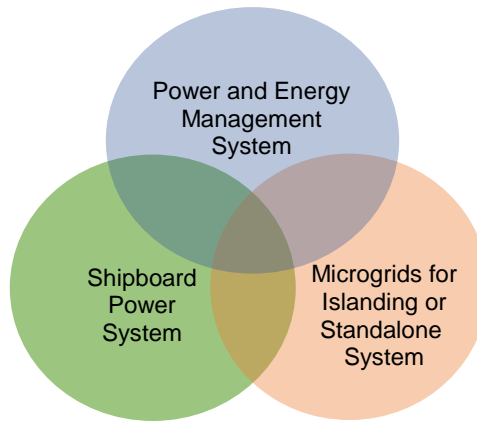 Power and Energy
Management
System
Shipboard
Power
System
Microgrids for
Islanding or
Standalone
System